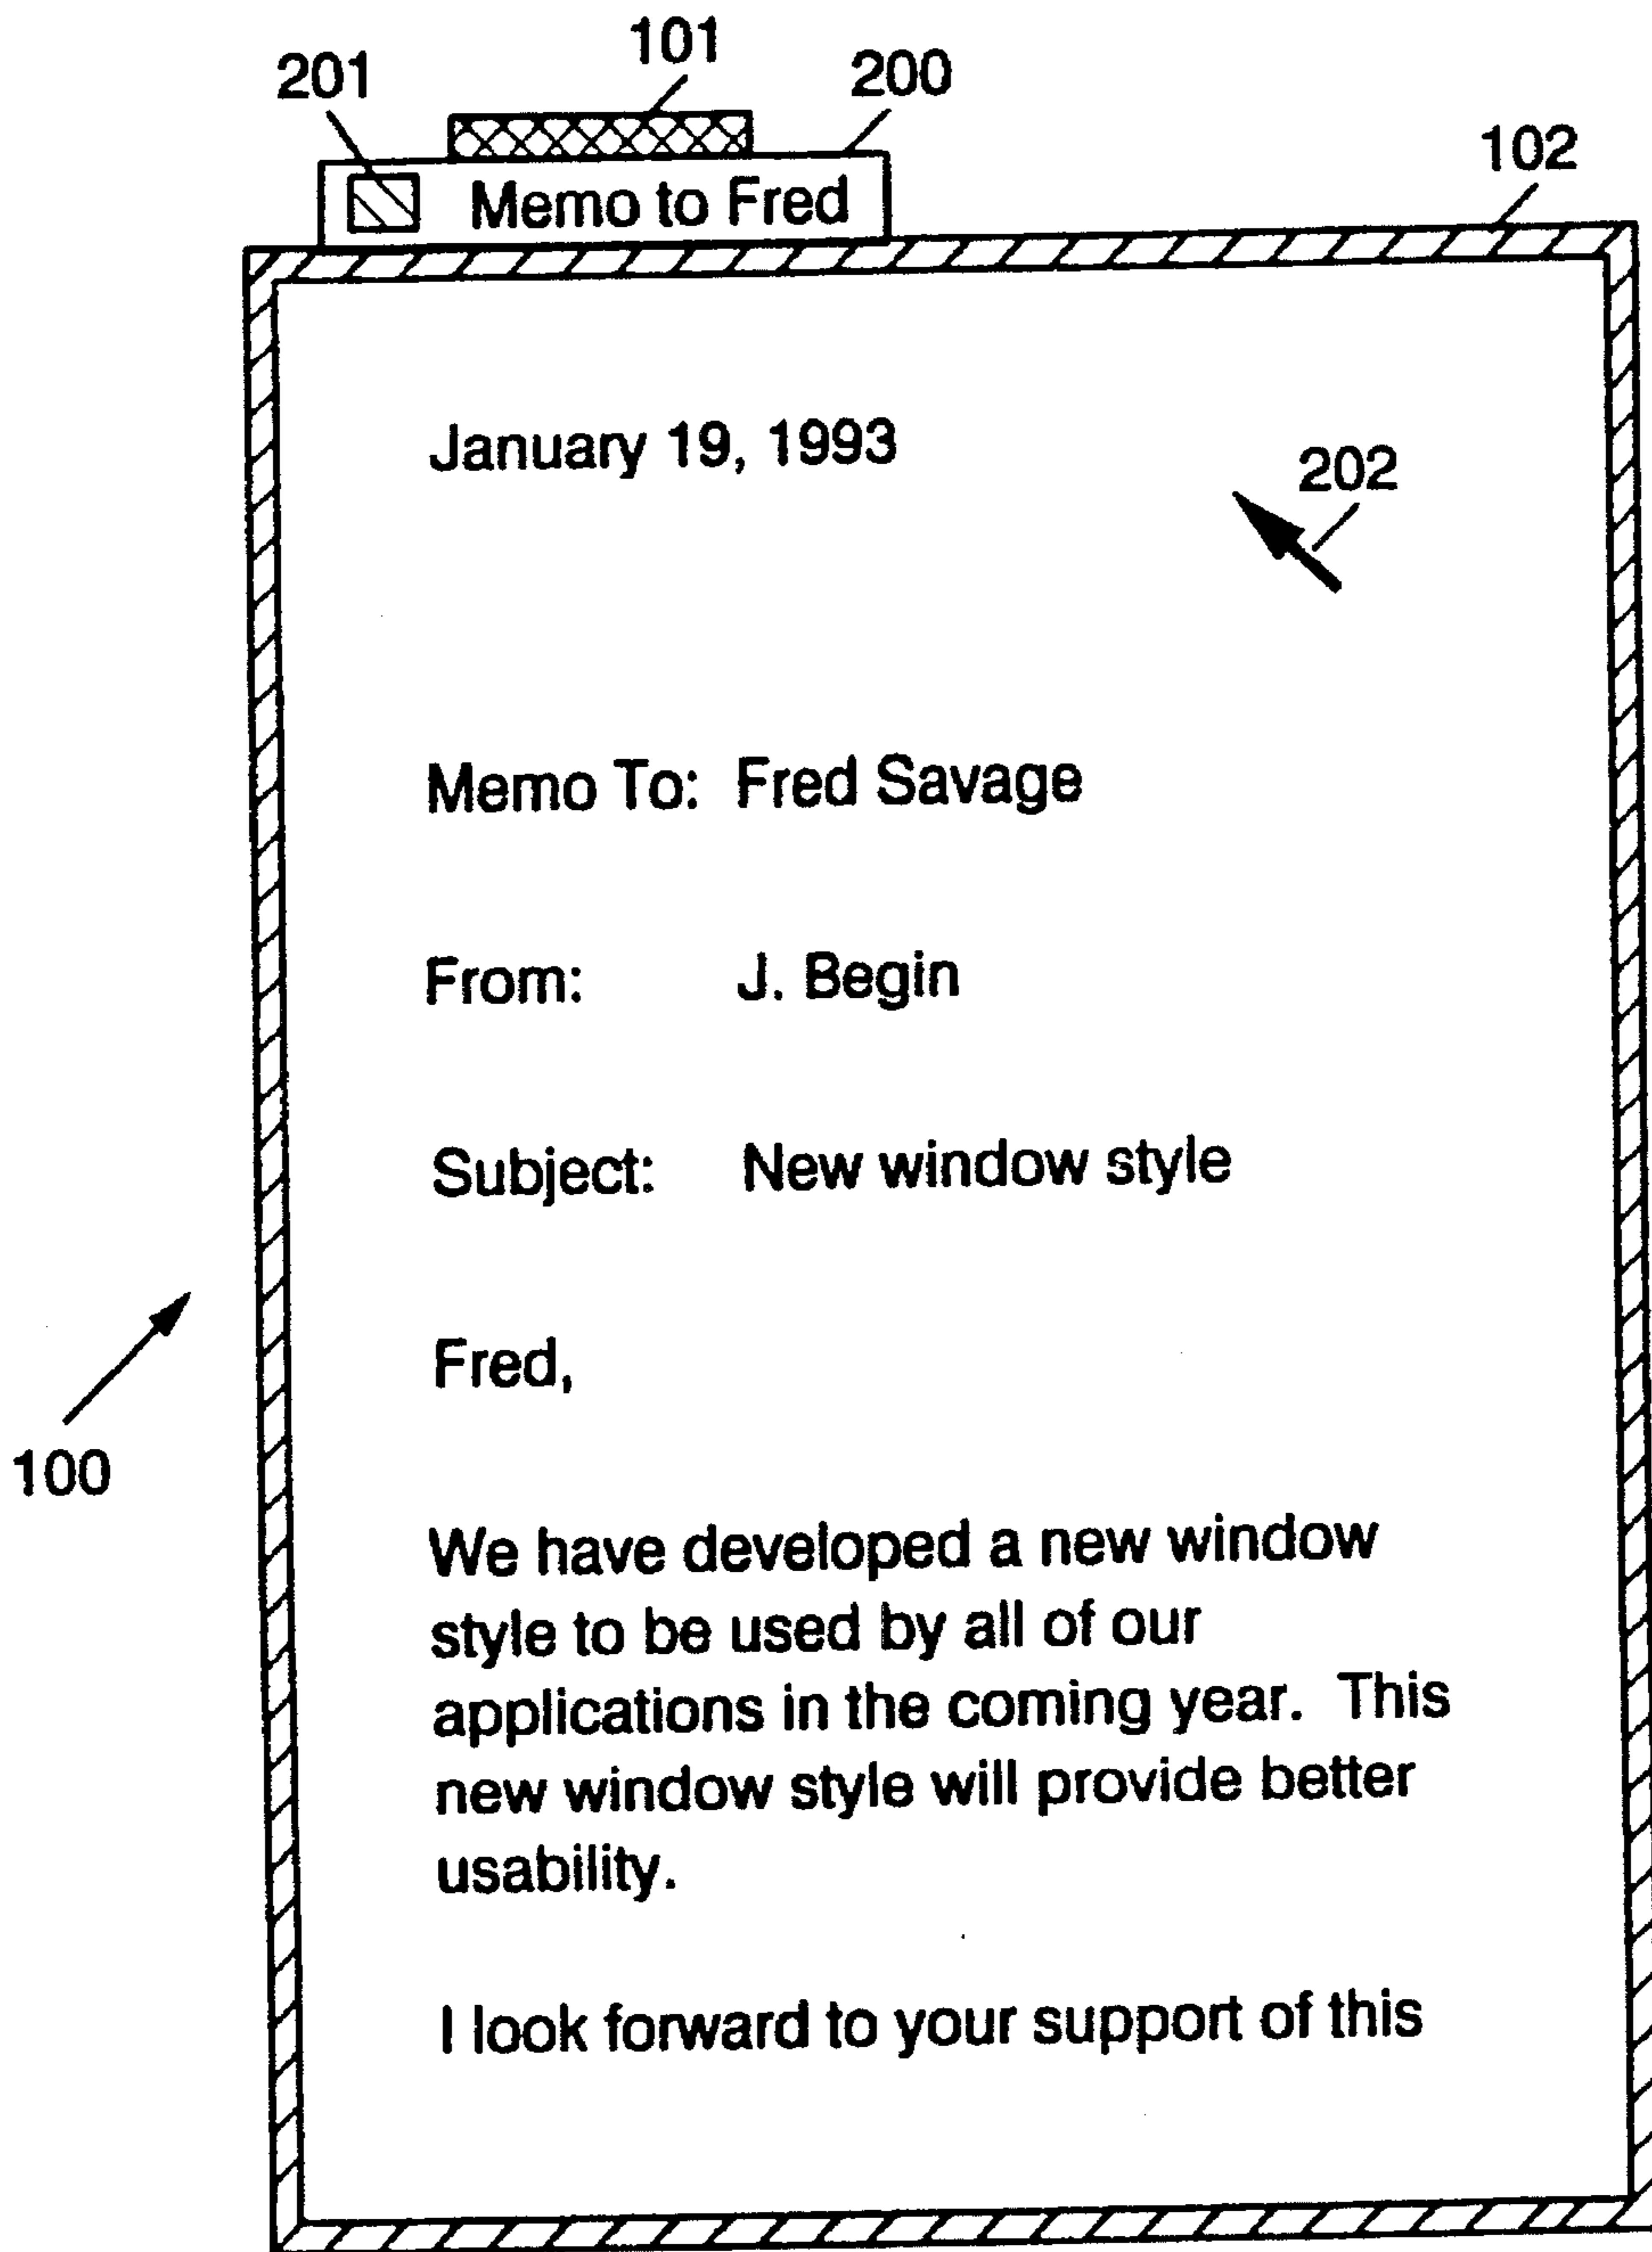 101
201
200
102
Memo to Fred
January 19, 1993
202
Memo To: Fred Savage
From: J. Begin
Subject: New window style
Fred,
100
We have developed a new window
style to be used by all of our
applications in the coming year. This
new window style will provide better
usability.
I look forward to your support of this